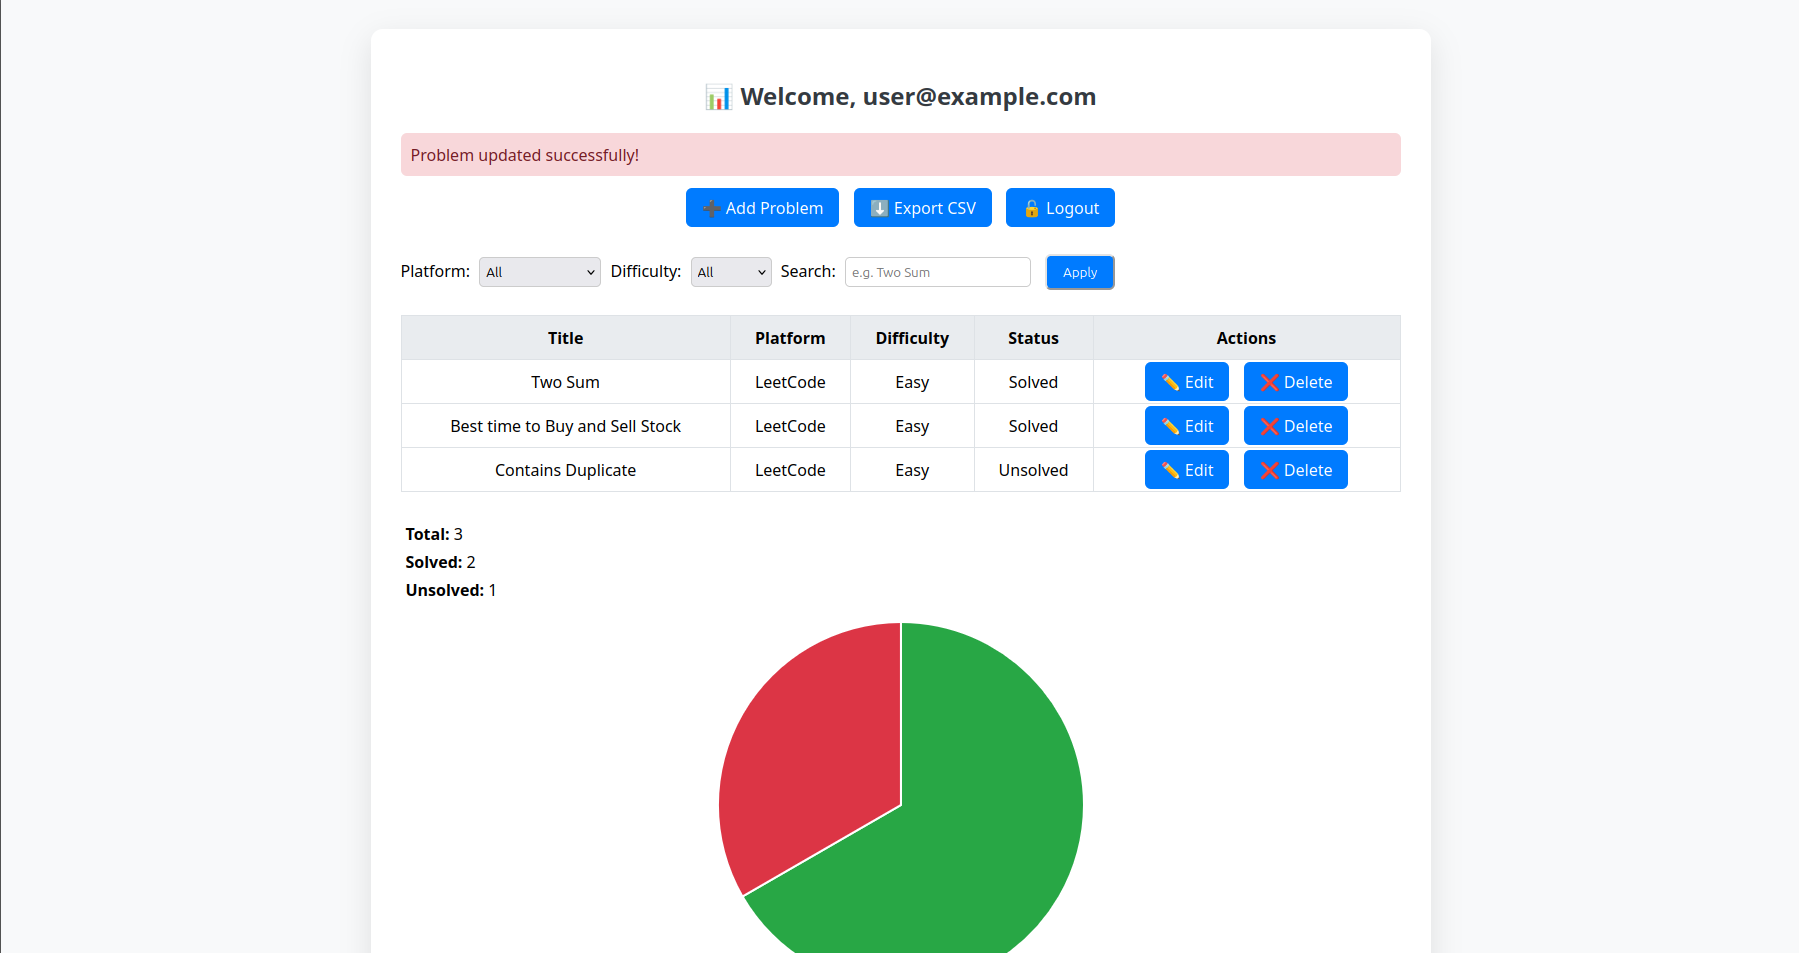 📊 Welcome, user@example.com
Problem updated successfully!
➕ Add Problem ⬇️ Export CSV 🔓 Logout
Platform: All Difficulty: All Search: e.g. Two Sum Apply
Title Platform Difficulty Status Actions
Two Sum LeetCode Easy Solved ✏️ Edit ❌ Delete
Best time to Buy and Sell Stock LeetCode Easy Solved ✏️ Edit ❌ Delete
Contains Duplicate LeetCode Easy Unsolved ✏️ Edit ❌ Delete
Total: 3
Solved: 2
Unsolved: 1